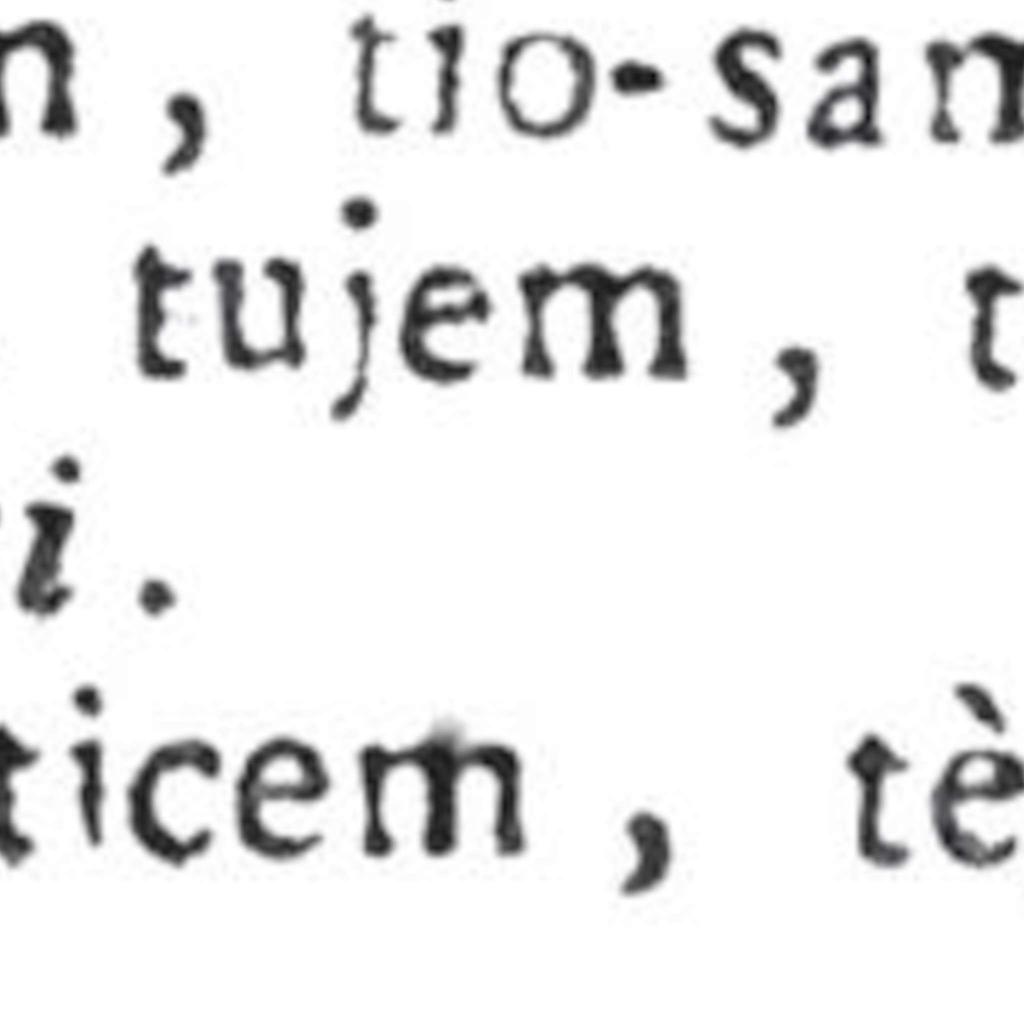 n, tio-san
tujem, t
i.
ticem, tè